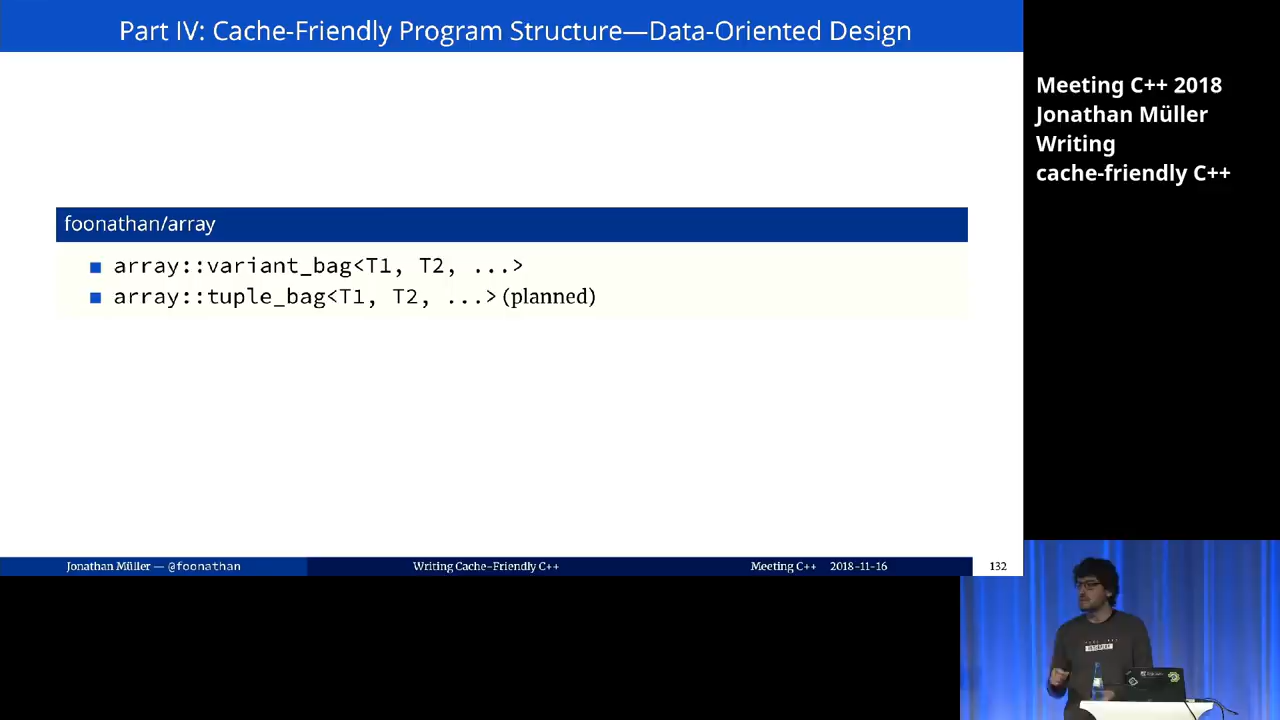 Part IV: Cache-Friendly Program Structure—Data-Oriented Design
foonathan/array
array::variant_bag<T1, T2, ...>
array::tuple_bag<T1, T2, ...> (planned)
Jonathan Müller — @foonathan
Writing Cache-Friendly C++
Meeting C++ 2018-11-16
132
Meeting C++ 2018
Jonathan Müller
Writing
cache-friendly C++